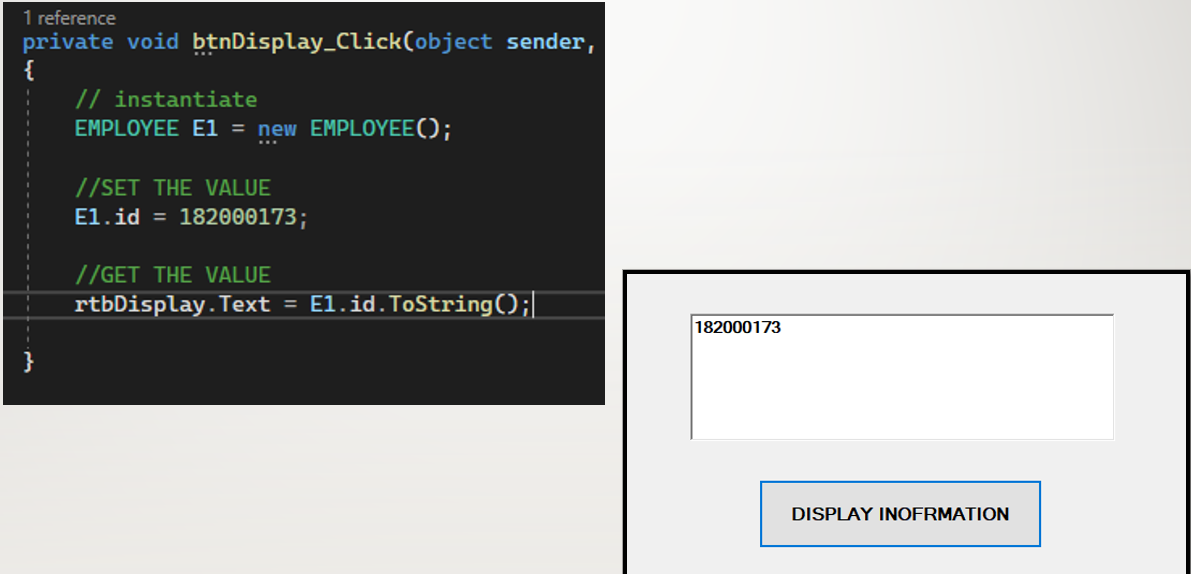 1 reference
private void btnDisplay_Click(object sender,
{
// instantiate
EMPLOYEE E1 = new EMPLOYEE();
//SET THE VALUE
E1.id = 182000173;
//GET THE VALUE
rtbDisplay.Text = E1.id.ToString();
}
182000173
DISPLAY INOFRMATION